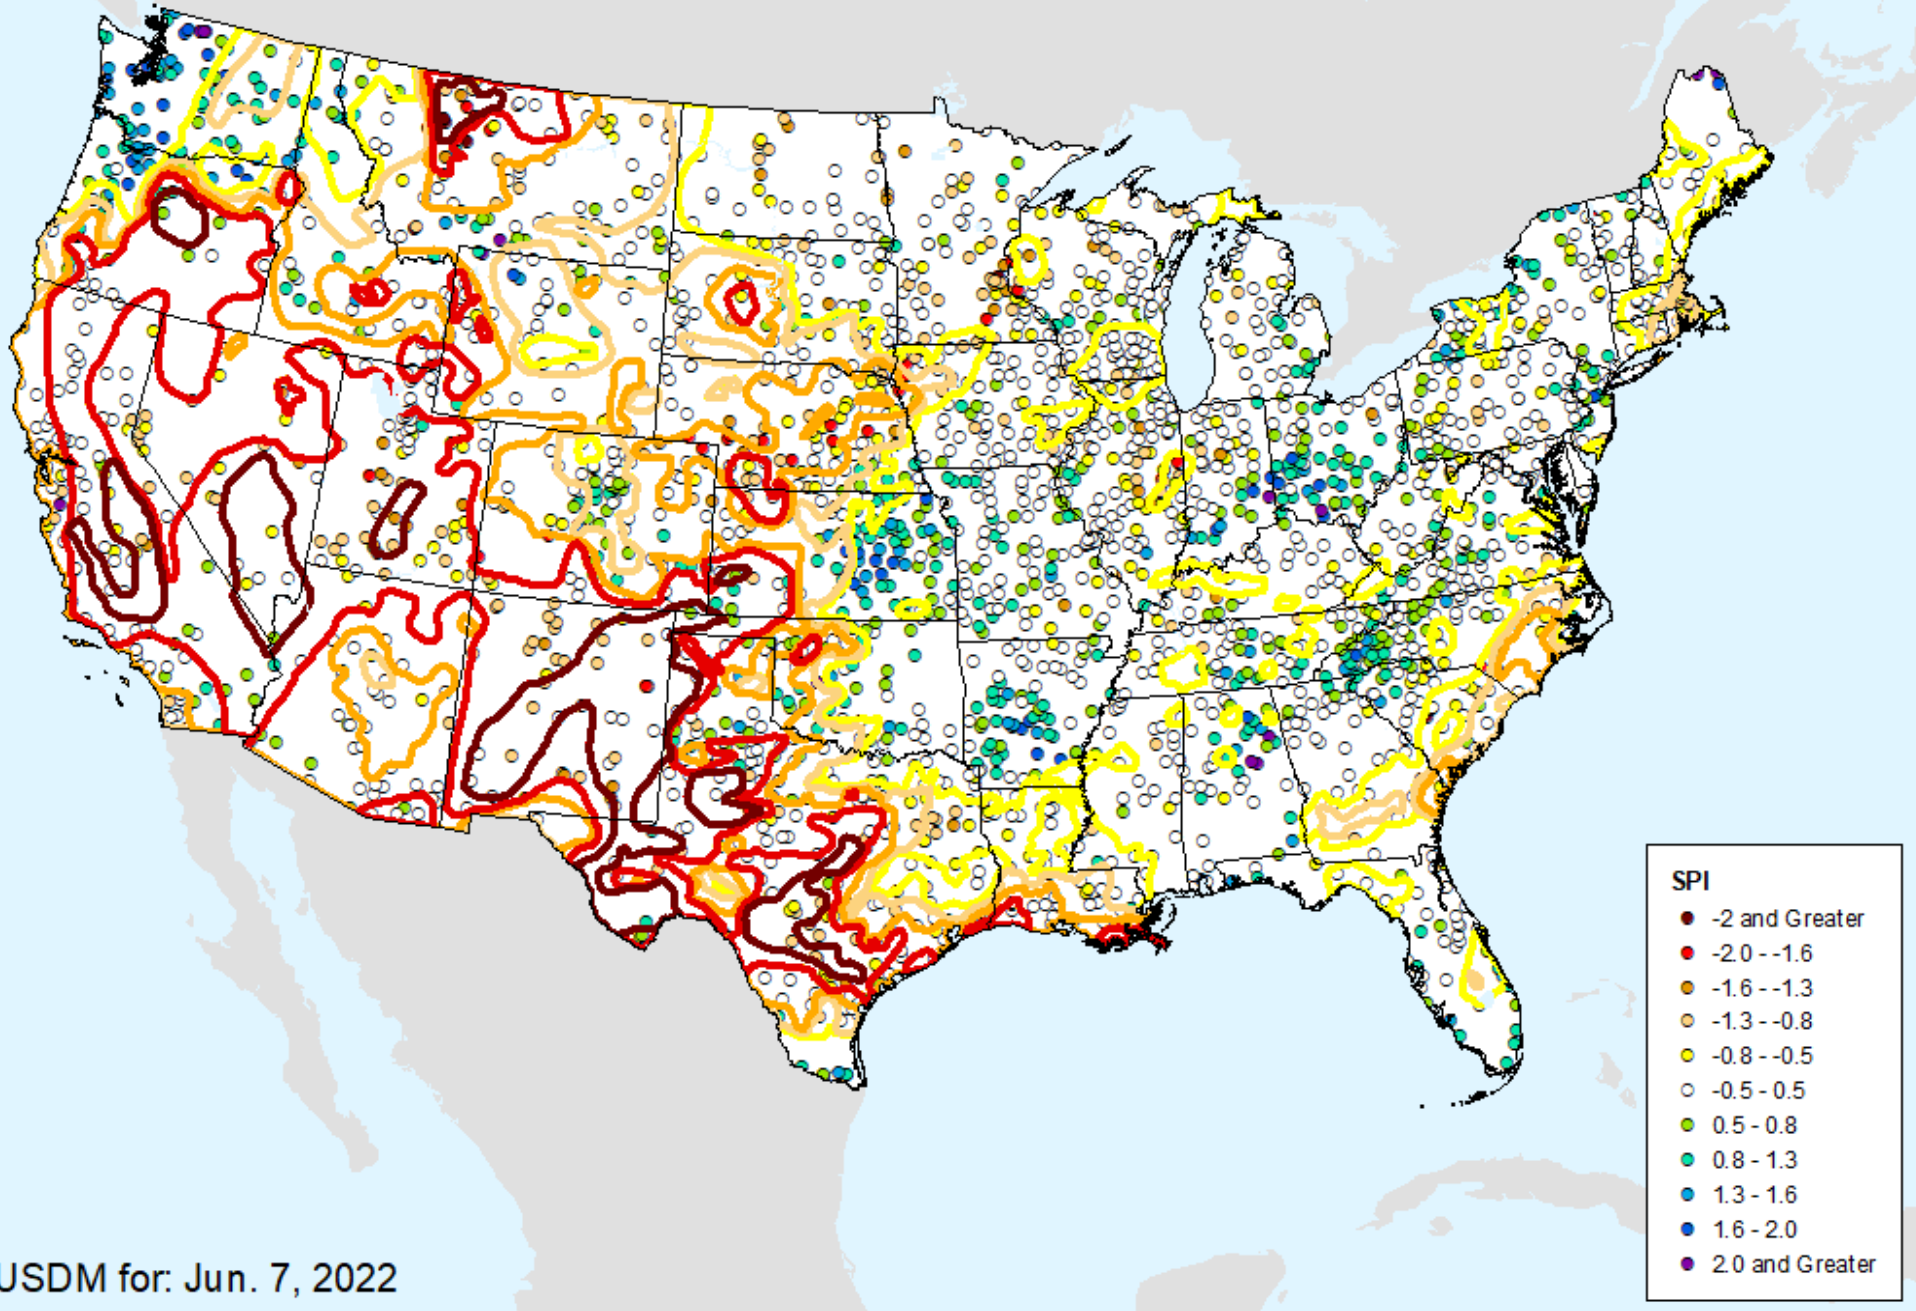 SPI
-2 and Greater
-2.0 - -1.6
-1.6 - -1.3
-1.3 - -0.8
-0.8 - -0.5
-0.5 - 0.5
0.5 - 0.8
0.8 - 1.3
1.3 - 1.6
1.6 - 2.0
2.0 and Greater
USDM for: Jun. 7, 2022